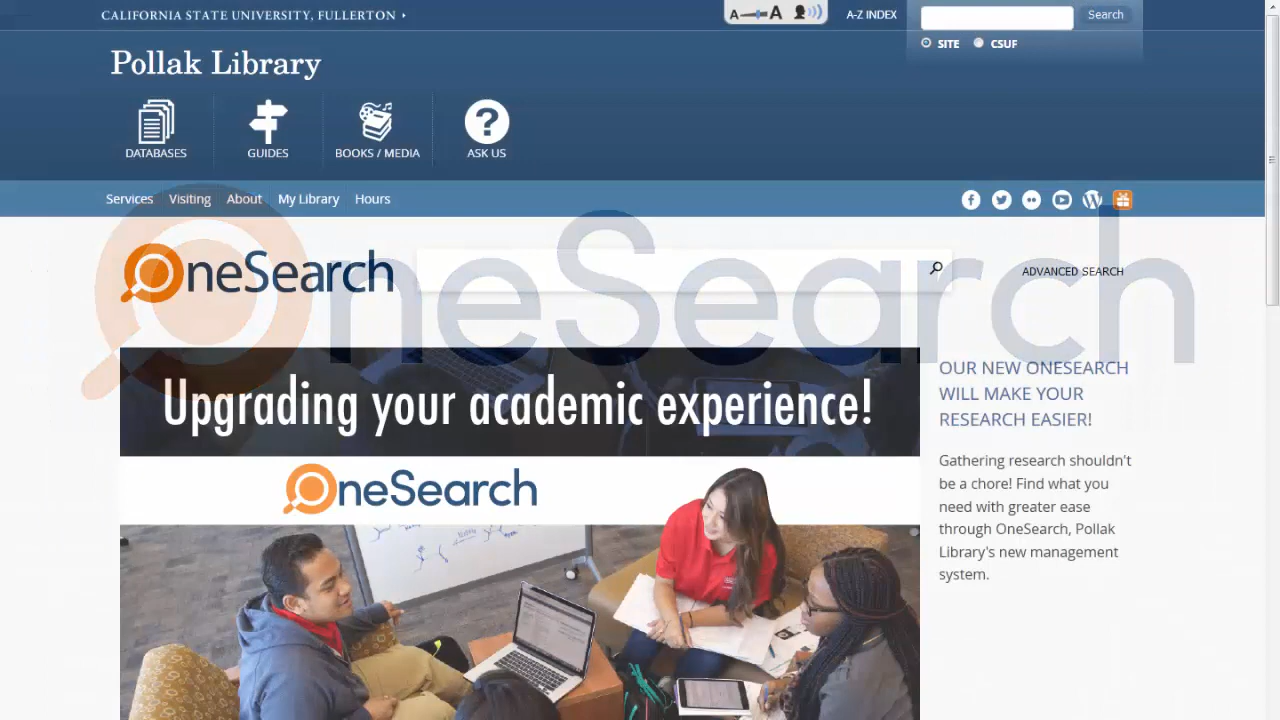 CALIFORNIA STATE UNIVERSITY, FULLERTON
A A
A-Z INDEX
Search
SITE CSUF
Pollak Library
DATABASES GUIDES BOOKS / MEDIA ASK US
Services Visiting About My Library Hours
OneSearch
OneSearch
ADVANCED SEARCH
Upgrading your academic experience!
OneSearch
OUR NEW ONESEARCH
WILL MAKE YOUR
RESEARCH EASIER!
Gathering research shouldn't
be a chore! Find what you
need with greater ease
through OneSearch, Pollak
Library's new management
system.